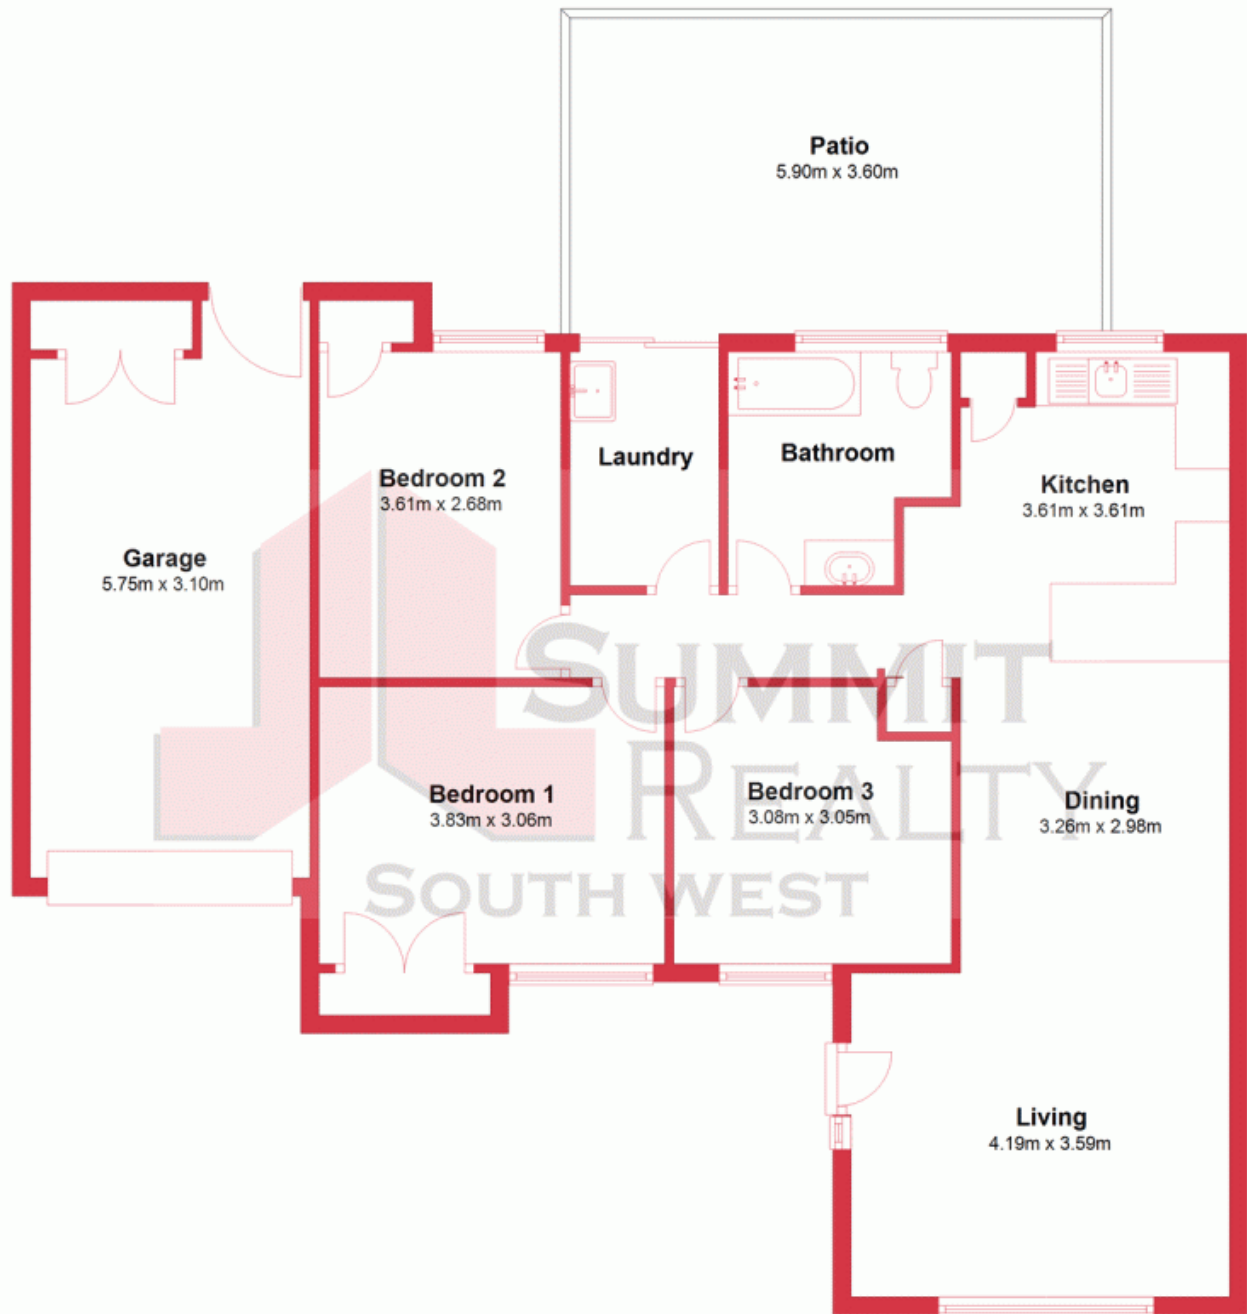 Patio
5.90m x 3.60m
Bedroom 2
3.61m x 2.68m
Laundry
Bathroom
Kitchen
3.61m x 3.61m
Garage
5.75m x 3.10m
SUMMIT
REALTY
SOUTH WEST
Bedroom 1
3.83m x 3.06m
Bedroom 3
3.08m x 3.05m
Dining
3.26m x 2.98m
Living
4.19m x 3.59m